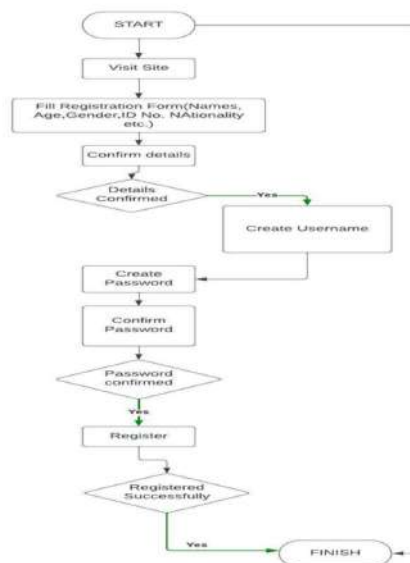 START
Visit Site
Fill Registration Form(Names,
Age,Gender,ID No. NAtionality
etc.)
Confirm details
Details
Confirmed
Yes
Create Username
Create
Password
Confirm
Password
Password
confirmed
Yes
Register
Registered
Successfully
Yes
FINISH